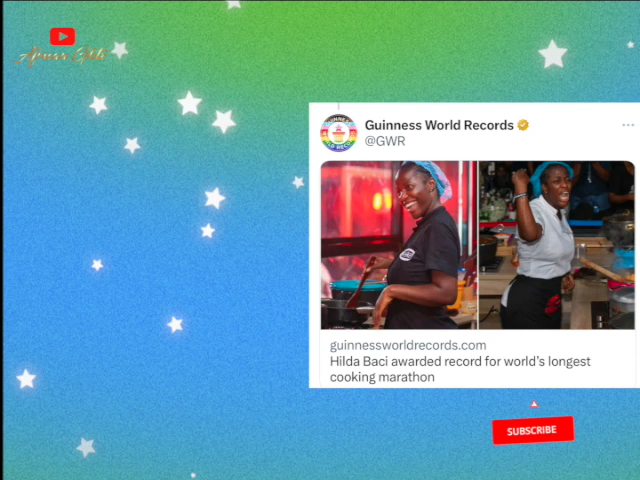 Guinness World Records
@GWR
guinnessworldrecords.com
Hilda Baci awarded record for world's longest
cooking marathon
SUBSCRIBE